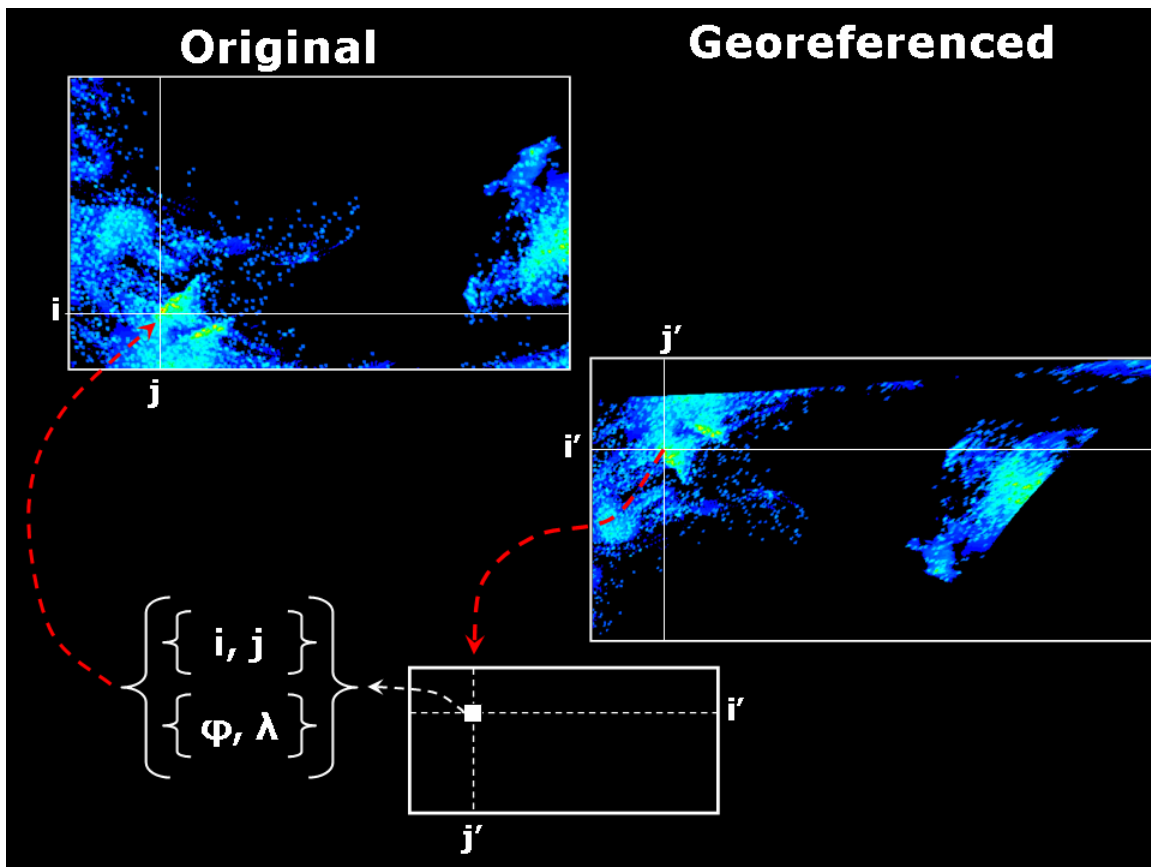 Original
Georeferenced
i
j
j’
i’
i, j
φ, λ
i’
j’